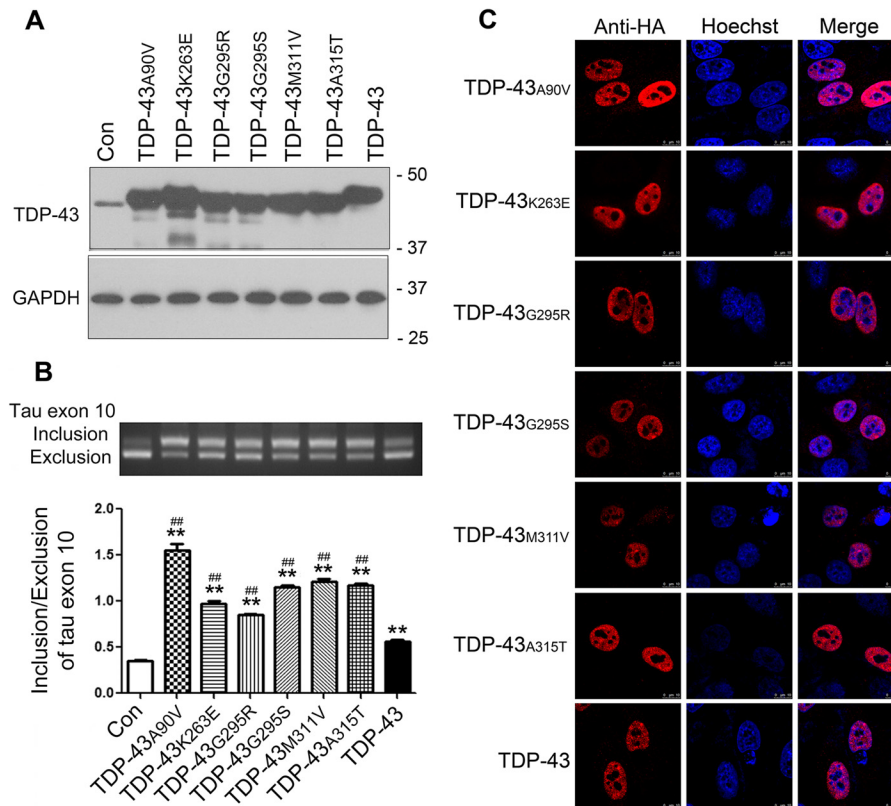 A
Con
TDP-43A90V
TDP-43K263E
TDP-43G295R
TDP-43G295S
TDP-43M311V
TDP-43A315T
TDP-43
TDP-43
- 50
- 37
GAPDH
- 37
- 25
B
Tau exon 10
Inclusion
Exclusion
Inclusion/Exclusion
of tau exon 10
2.0
1.5
1.0
0.5
0.0
##
**
##
**
##
**
##
**
##
**
##
**
**
Con
TDP-43A90V
TDP-43K263E
TDP-43G295R
TDP-43G295S
TDP-43M311V
TDP-43A315T
TDP-43
C
Anti-HA Hoechst Merge
TDP-43A90V
TDP-43K263E
TDP-43G295R
TDP-43G295S
TDP-43M311V
TDP-43A315T
TDP-43